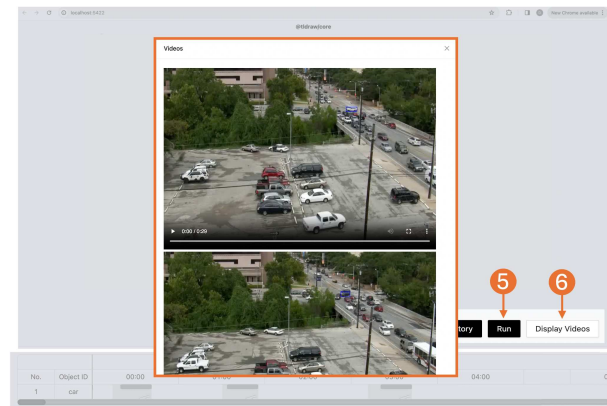 localhost:5432
New Chrome available
@tldraw/core
Videos
0:00 / 0:29
5
6
tory
Run
Display Videos
No.
Object ID
00:00
04:00
1
car